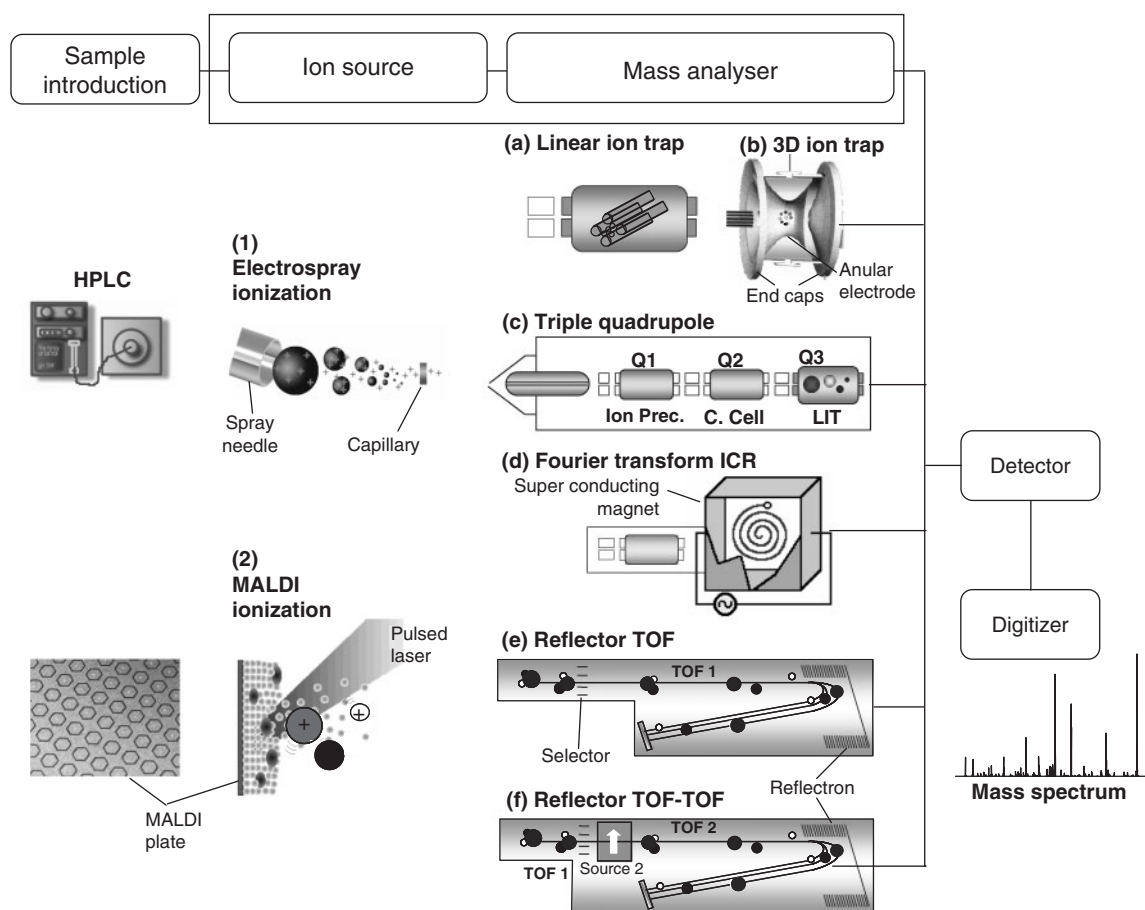 Sample
introduction
Ion source
Mass analyser
(a) Linear ion trap
(b) 3D ion trap
Anular
electrode
End caps
HPLC
(1)
Electrospray
ionization
Spray
needle
Capillary
(c) Triple quadrupole
Q1
Q2
Q3
Ion Prec.
C. Cell
LIT
(d) Fourier transform ICR
Super conducting
magnet
Detector
Digitizer
(2)
MALDI
ionization
Pulsed
laser
MALDI
plate
(e) Reflector TOF
TOF 1
Selector
Reflectron
(f) Reflector TOF-TOF
TOF 2
TOF 1
Source 2
Mass spectrum